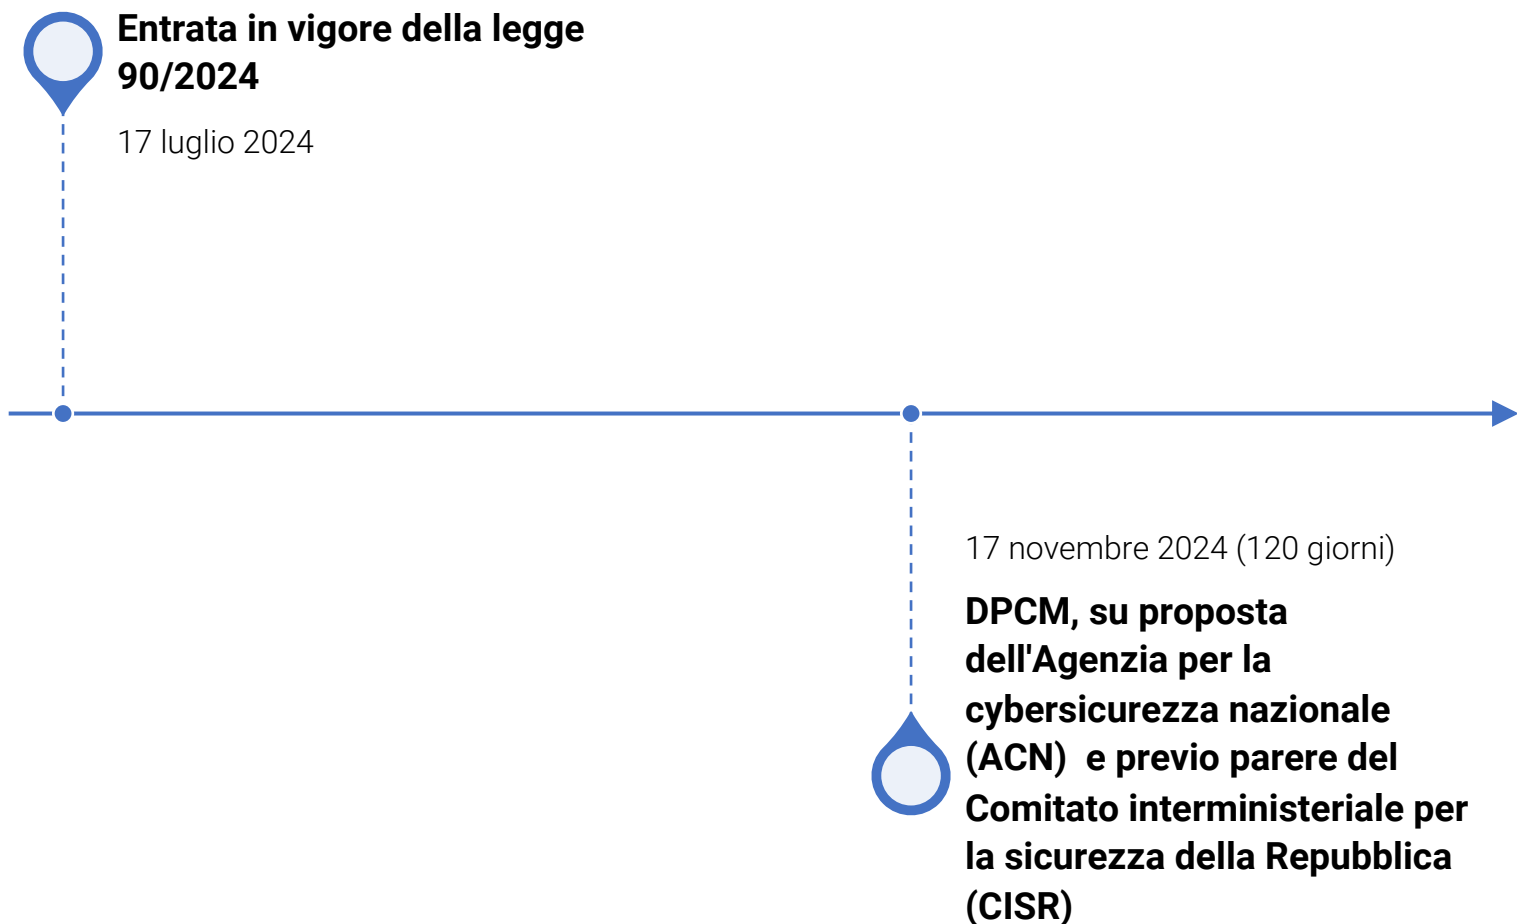 Entrata in vigore della legge
90/2024
17 luglio 2024
17 novembre 2024 (120 giorni)
DPCM, su proposta
dell'Agenzia per la
cybersicurezza nazionale
(ACN)  e previo parere del
Comitato interministeriale per
la sicurezza della Repubblica
(CISR)